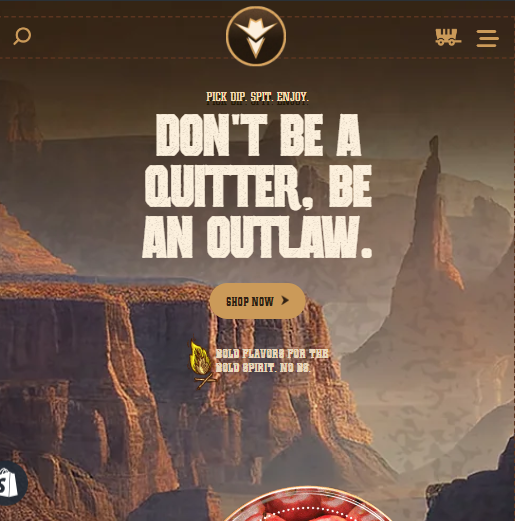 PICK DIP. SPIT. ENJOY.
DON'T BE A
QUITTER, BE
AN OUTLAW.
SHOP NOW
BOLD FLAVORS FOR THE
BOLD SPIRIT. NO BS.